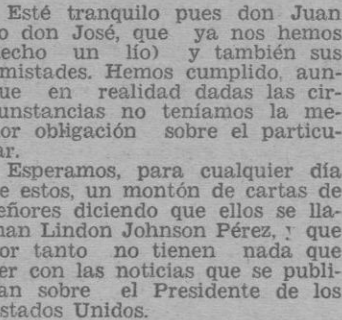 Esté tranquilo pues don Juan
o don José, que ya nos hemos
hecho un lío) y también sus
mistades. Hemos cumplido, aun-
ue en realidad dadas las cir-
unstancias no teníamos la me-
or obligación sobre el particu-
ar.
Esperamos, para cualquier día
e estos, un montón de cartas de
eñores diciendo que ellos se lla-
man Lindon Johnson Pérez, y que
or tanto no tienen nada que
er con las noticias que se publi-
an sobre el Presidente de los
stados Unidos.